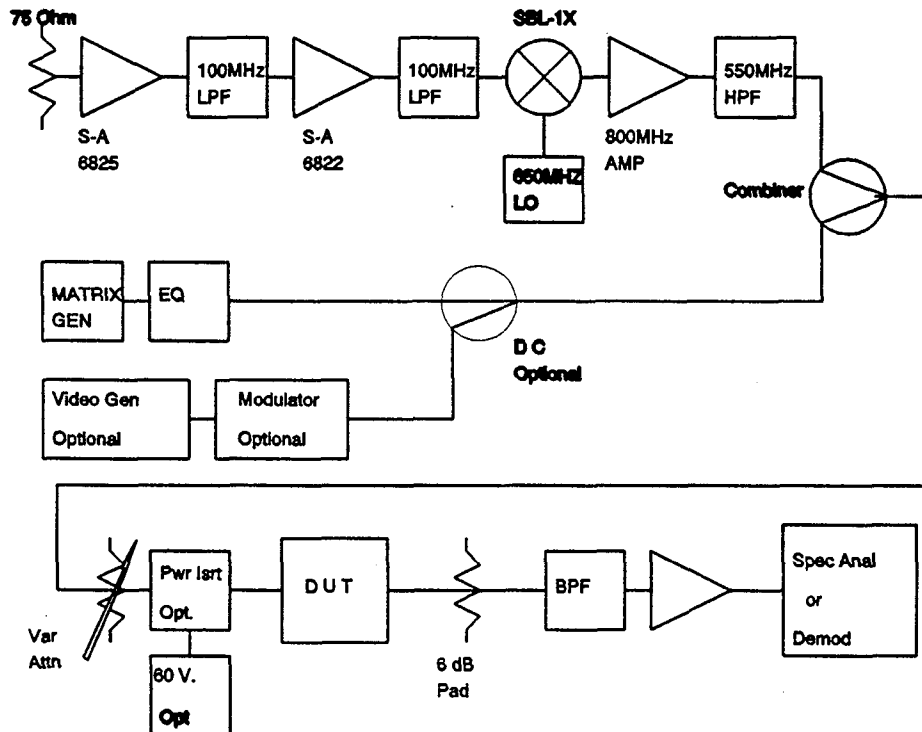 75 Ohm
S-A
6825
100MHz
LPF
S-A
6822
100MHz
LPF
SBL-1X
650MHZ
LO
800MHz
AMP
550MHz
HPF
Combiner
MATRIX
GEN
EQ
D C
Optional
Video Gen
Optional
Modulator
Optional
Var
Attn
Pwr Isrt
Opt.
60 V.
Opt
D U T
6 dB
Pad
BPF
Spec Anal
or
Demod